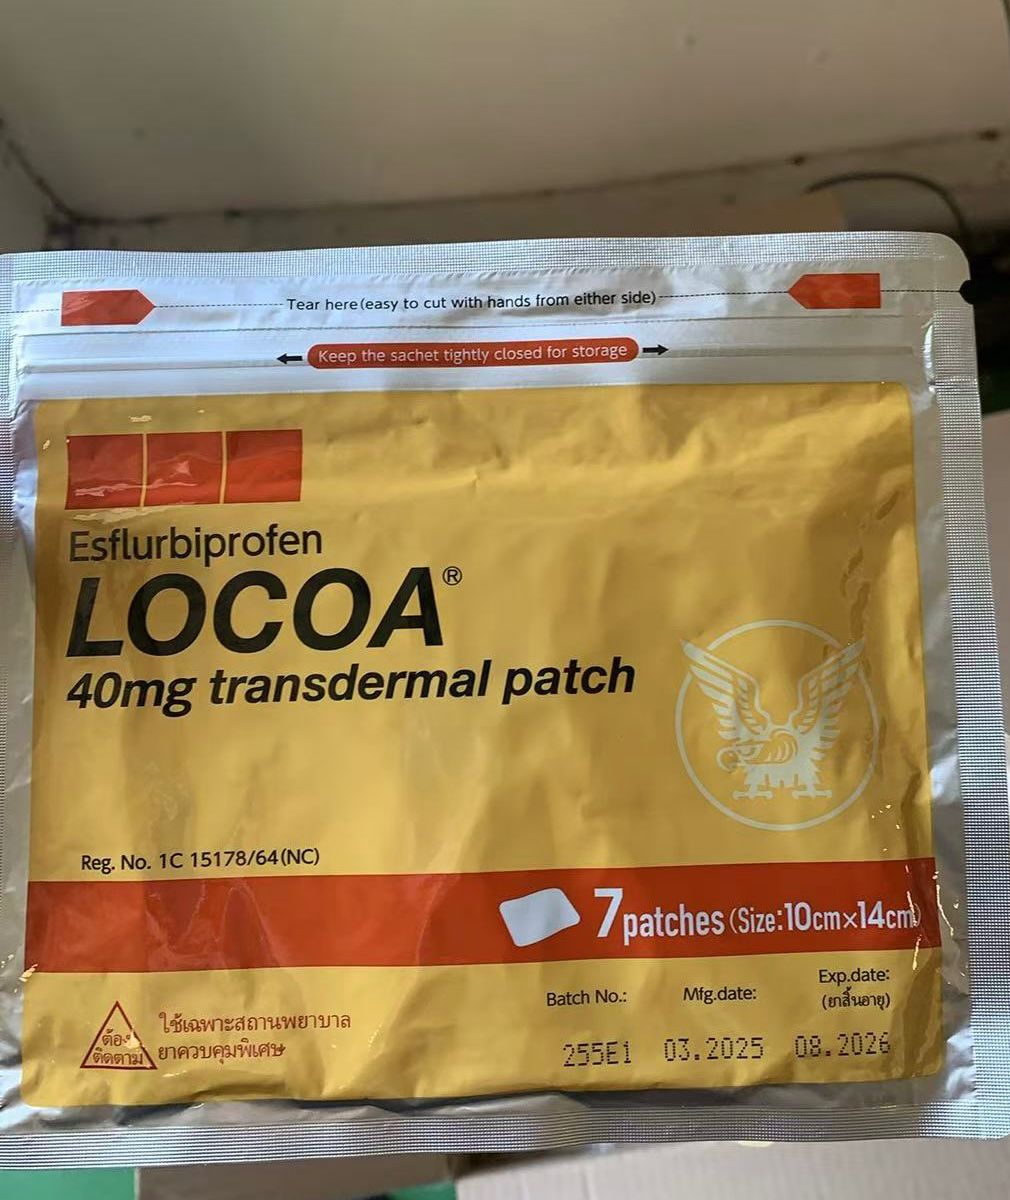 Tear here(easy to cut with hands from either side)
Keep the sachet tightly closed for storage
Esflurbiprofen
LOCOA®
40mg transdermal patch
Reg. No. 1C 15178/64(NC)
7patches(Size:10cm×14cm)
Batch No.: Mfg.date: Exp.date:
(ยาสิ้นอายุ)
255E1 03.2025 08.2026
ต้อง
ติดตาม
ใช้เฉพาะสถานพยาบาล
ยาควบคุมพิเศษ